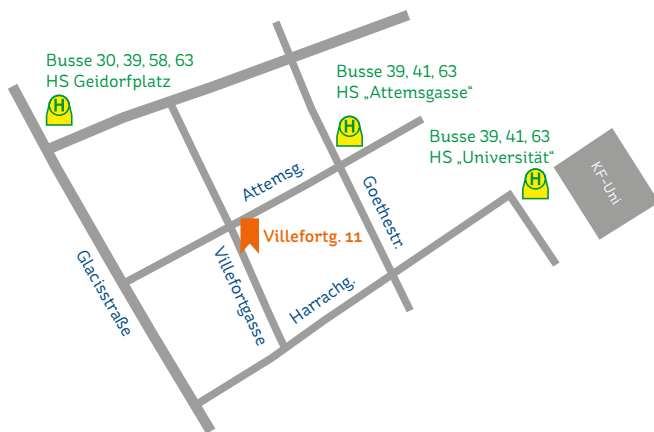 Busse 30, 39, 58, 63
HS Geidorfplatz
H
Busse 39, 41, 63
HS „Attemsgasse“
H
Busse 39, 41, 63
HS „Universität“
H
KF-Uni
Attemsg.
Goethestr.
Villefortg. 11
Villefortgasse
Glacisstraße
Harrachg.